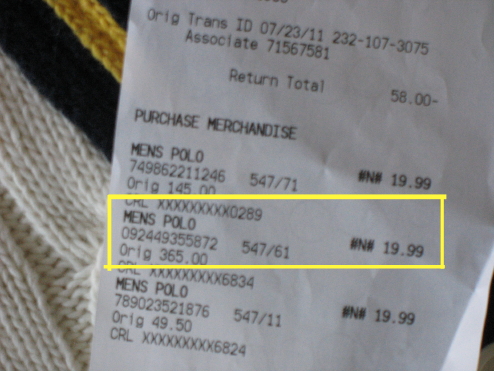 Orig Trans ID 07/23/11 232-107-3075
Associate 71567581
Return Total 58.00-
PURCHASE MERCHANDISE
MENS POLO
749862211246 547/71 #N# 19.99
Orig 145.00
CRL XXXXXXXXX0289
MENS POLO
092449355872 547/61 #N# 19.99
Orig 365.00
CRL XXXXXXXXX6834
MENS POLO
789023521876 547/11 #N# 19.99
Orig 49.50
CRL XXXXXXXXX6824